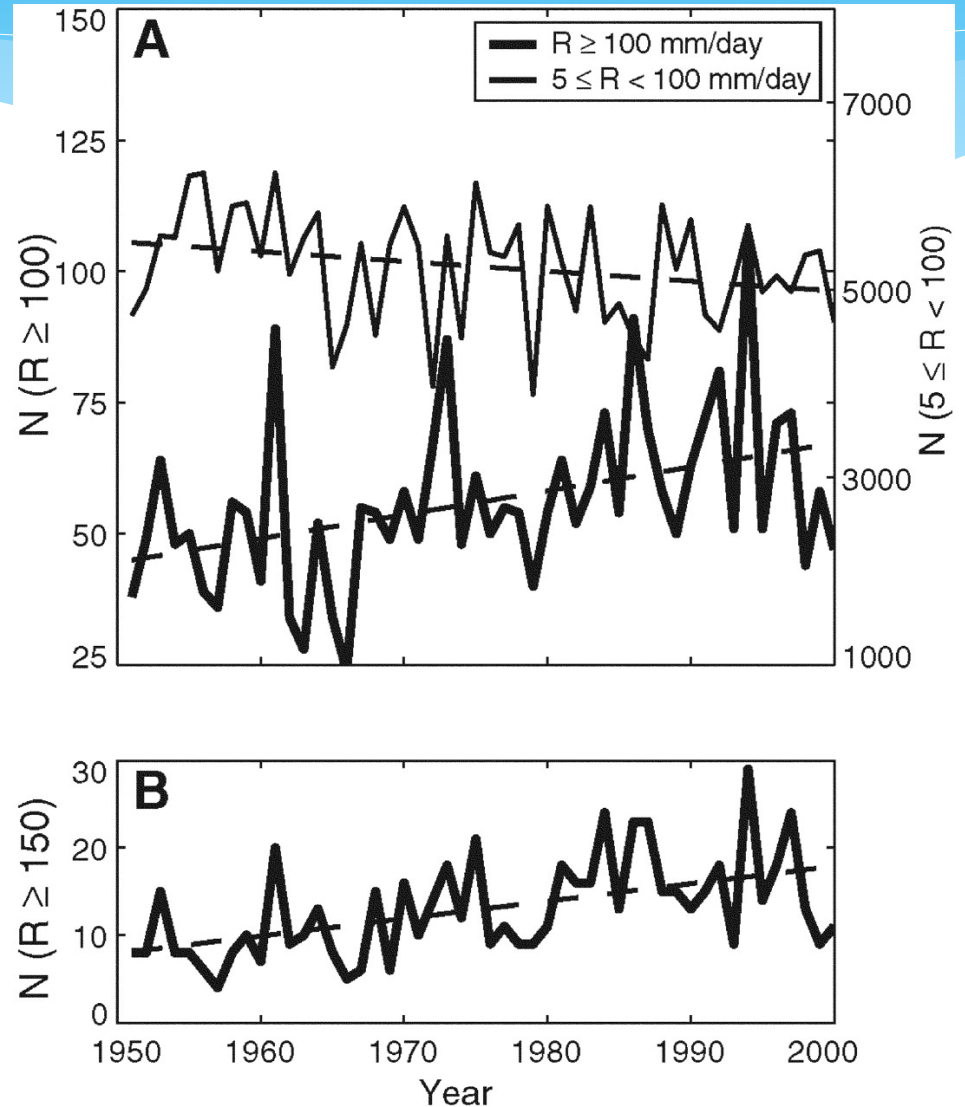 A
R ≥ 100 mm/day
5 ≤ R < 100 mm/day
N (R ≥ 100)
150
125
100
75
50
25
7000
5000
3000
1000
N (5 ≤ R < 100)
B
N (R ≥ 150)
30
20
10
0
1950 1960 1970 1980 1990 2000
Year